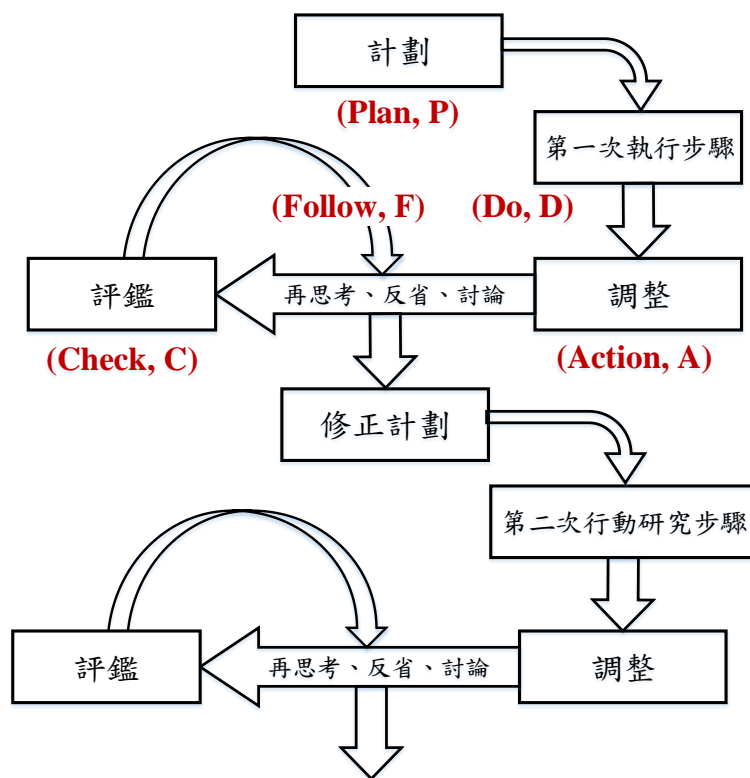 計劃
(Plan, P)
第一次執行步驟
(Follow, F)
(Do, D)
評鑑
再思考、反省、討論
調整
(Check, C)
(Action, A)
修正計劃
第二次行動研究步驟
評鑑
再思考、反省、討論
調整